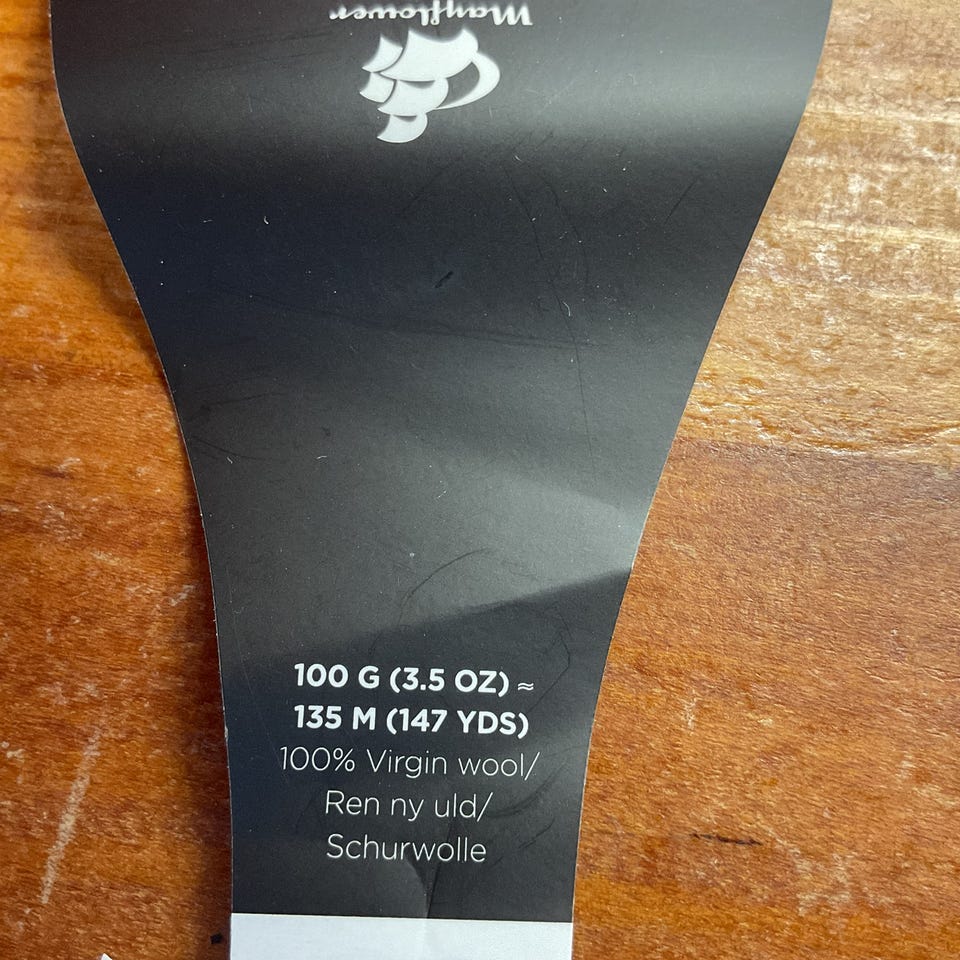 Mayflower
100 G (3.5 OZ) ≈
135 M (147 YDS)
100% Virgin wool/
Ren ny uld/
Schurwolle